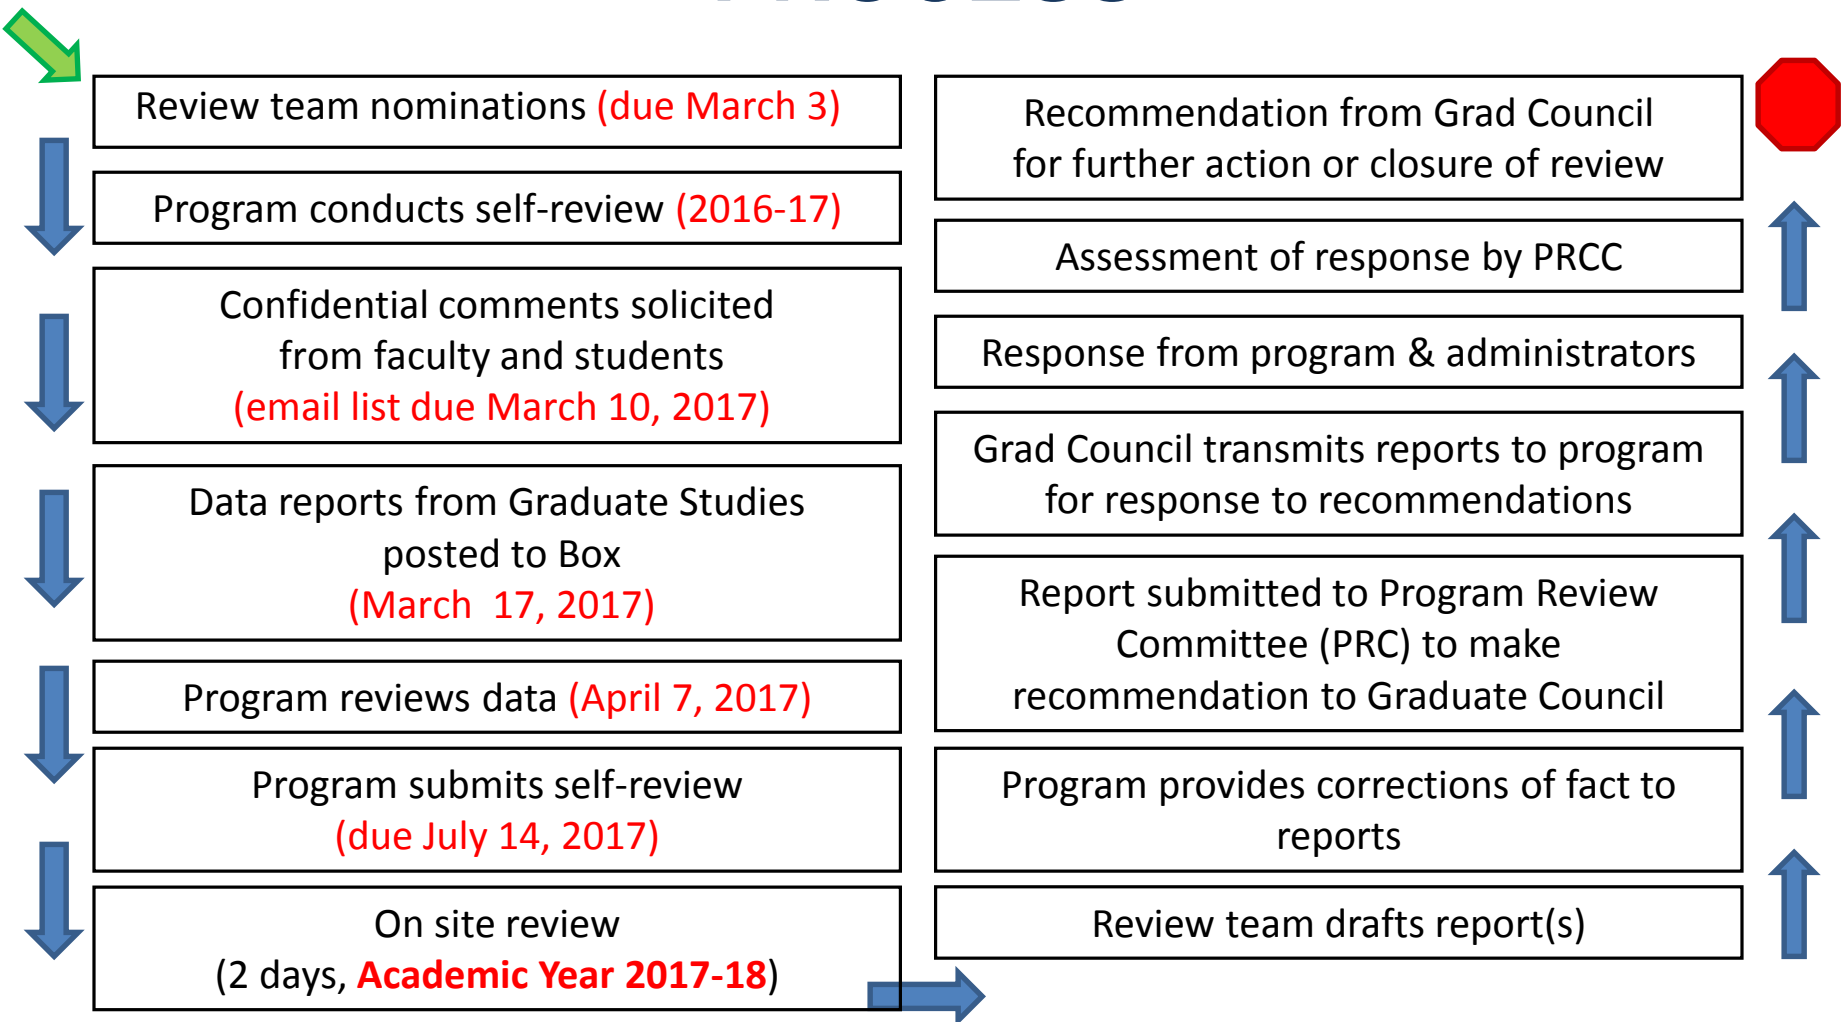 Review team nominations (due March 3)
Program conducts self-review (2016-17)
Confidential comments solicited
from faculty and students
(email list due March 10, 2017)
Data reports from Graduate Studies
posted to Box
(March 17, 2017)
Program reviews data (April 7, 2017)
Program submits self-review
(due July 14, 2017)
On site review
(2 days, Academic Year 2017-18)
Recommendation from Grad Council
for further action or closure of review
Assessment of response by PRCC
Response from program & administrators
Grad Council transmits reports to program
for response to recommendations
Report submitted to Program Review
Committee (PRC) to make
recommendation to Graduate Council
Program provides corrections of fact to
reports
Review team drafts report(s)